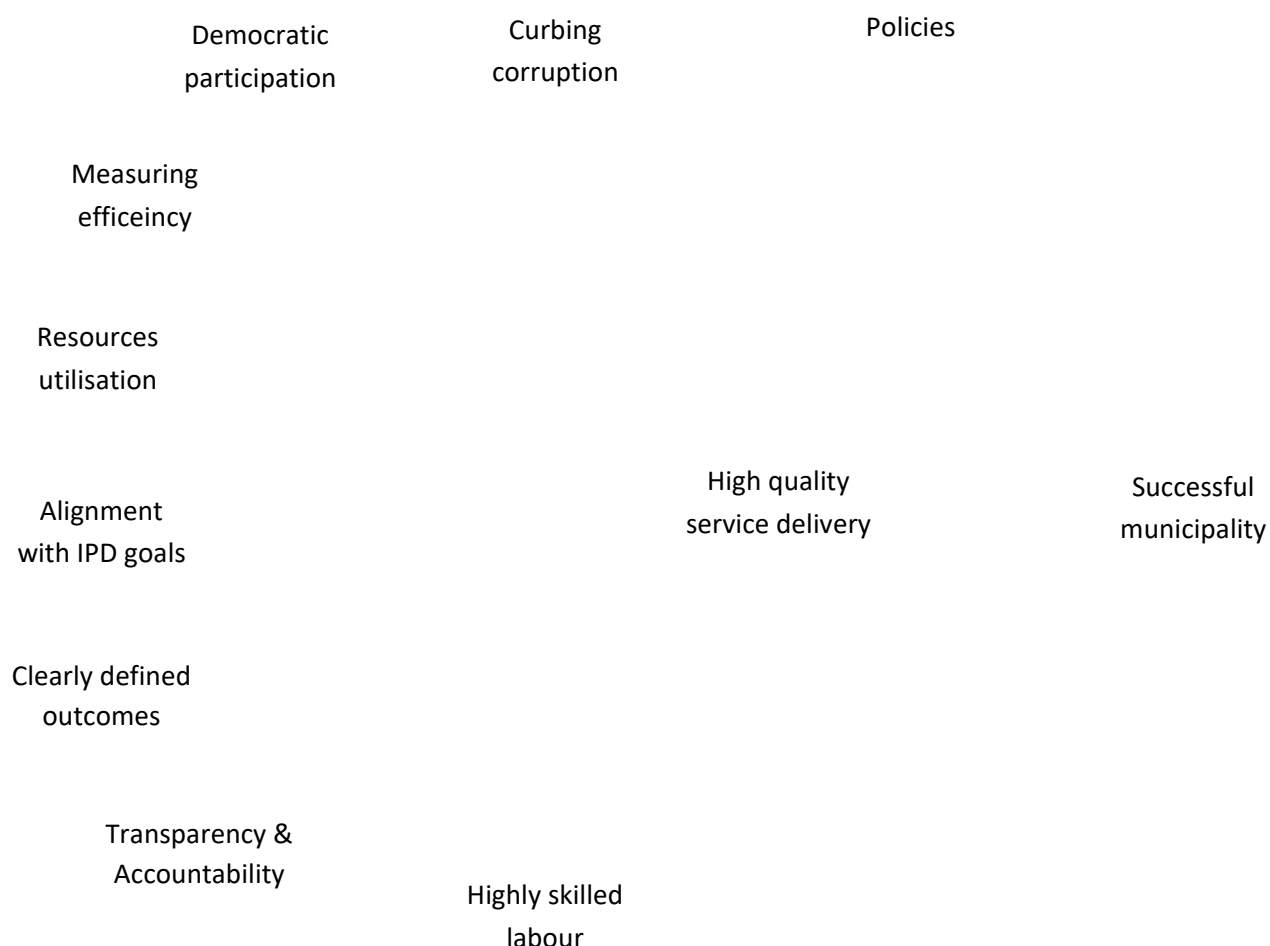 Democratic
participation
Curbing
corruption
Policies
Measuring
efficeincy
Resources
utilisation
Alignment
with IPD goals
High quality
service delivery
Successful
municipality
Clearly defined
outcomes
Transparency &
Accountability
Highly skilled
labour